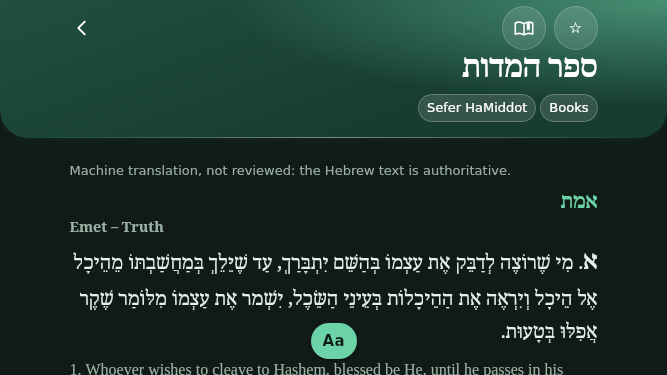 ספר המדות
Sefer HaMiddot
Books
Machine translation, not reviewed: the Hebrew text is authoritative.
אמת
Emet – Truth
א. מִי שֶׁרוֹצֶה לְדַבֵּק אֶת עַצְמוֹ בְּהַשֵּׁם יִתְבָּרַךְ, עַד שֶׁיֵּלֵךְ בְּמַחֲשַׁבְתּוֹ מֵהֵיכָל
אֶל הֵיכָל וְיִרְאֶה אֶת הַהֵיכָלוֹת בְּעֵינֵי הַשֵּׂכֶל, יִשְׁמֹר אֶת עַצְמוֹ מִלּוֹמַר שֶׁקֶר
אֲפִלּוּ בְּטָעוּת.
Aa
1. Whoever wishes to cleave to Hashem, blessed be He, until he passes in his